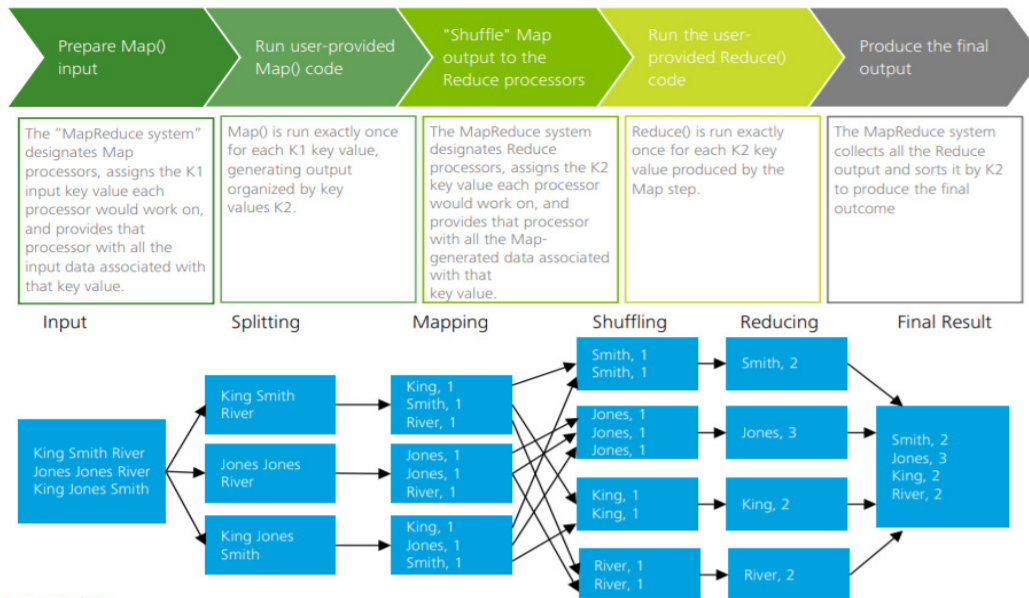 Prepare Map()
input
Run user-provided
Map() code
"Shuffle" Map
output to the
Reduce processors
Run the user-
provided Reduce()
code
Produce the final
output
The “MapReduce system”
designates Map
processors, assigns the K1
input key value each
processor would work on,
and provides that
processor with all the
input data associated with
that key value.
Map() is run exactly once
for each K1 key value,
generating output
organized by key
values K2.
The MapReduce system
designates Reduce
processors, assigns the K2
key value each processor
would work on, and
provides that processor
with all the Map-
generated data associated
with that
key value.
Reduce() is run exactly
once for each K2 key
value produced by the
Map step.
The MapReduce system
collects all the Reduce
output and sorts it by K2
to produce the final
outcome
Input
Splitting
Mapping
Shuffling
Reducing
Final Result
King Smith River
Jones Jones River
King Jones Smith
King Smith
River
Jones Jones
River
King Jones
Smith
King, 1
Smith, 1
River, 1
Jones, 1
Jones, 1
River, 1
King, 1
Jones, 1
Smith, 1
Smith, 1
Smith, 1
Jones, 1
Jones, 1
Jones, 1
King, 1
King, 1
River, 1
River, 1
Smith, 2
Jones, 3
King, 2
River, 2
Smith, 2
Jones, 3
King, 2
River, 2